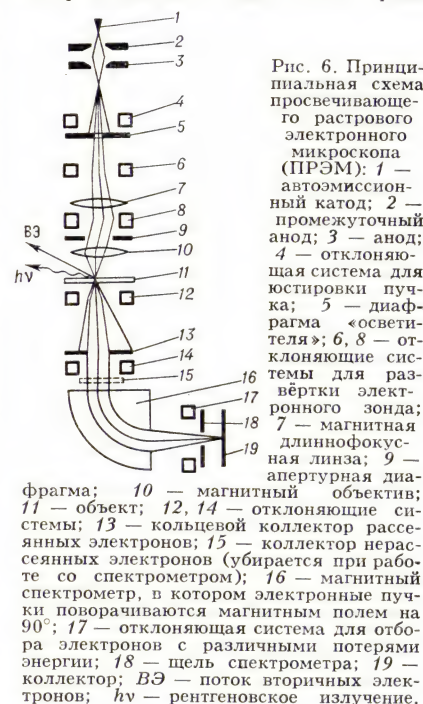 1
2
3
4
5
6
7
8
9
10
11
12
13
14
15
16
17
18
19
ВЭ
hν
Рис. 6. Принци-
пиальная схема
просвечивающе-
го растрового
электронного
микроскопа
(ПРЭМ): 1 —
автоэмиссион-
ный катод; 2 —
промежуточный
анод; 3 — анод;
4 — отклоняю-
щая система для
юстировки пуч-
ка; 5 — диаф-
рагма «освети-
теля»; 6, 8 — от-
клоняющие сис-
темы для раз-
вёртки элект-
ронного зонда;
7 — магнитная
длиннофокус-
ная линза; 9 —
апертурная диа-
фрагма; 10 — магнитный объектив;
11 — объект; 12, 14 — отклоняющие си-
стемы; 13 — кольцевой коллектор рассе-
янных электронов; 15 — коллектор нерас-
сеянных электронов (убирается при рабо-
те со спектрометром); 16 — магнитный
спектрометр, в котором электронные пуч-
ки поворачиваются магнитным полем на
90°; 17 — отклоняющая система для отбо-
ра электронов с различными потерями
энергии; 18 — щель спектрометра; 19 —
коллектор; ВЭ — поток вторичных элек-
тронов; hν — рентгеновское излучение.